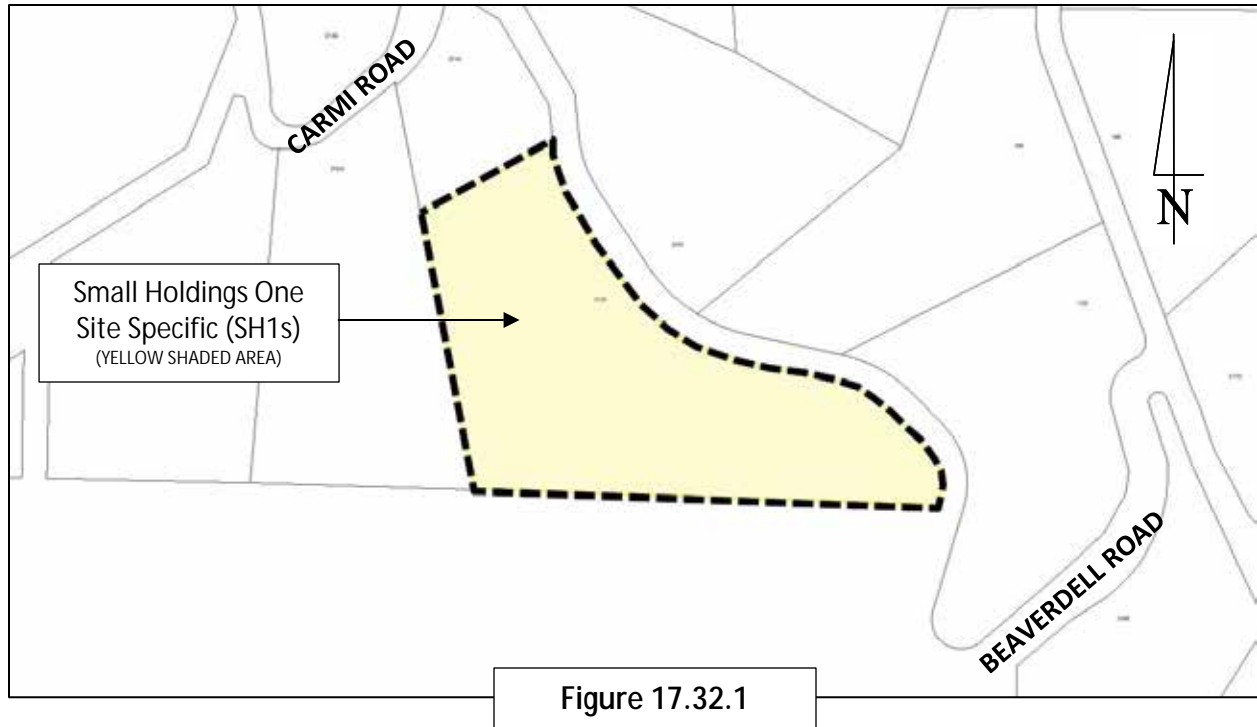 CARMI ROAD
N
Small Holdings One
Site Specific (SH1s)
(YELLOW SHADED AREA)
BEAVERDELL ROAD
Figure 17.32.1